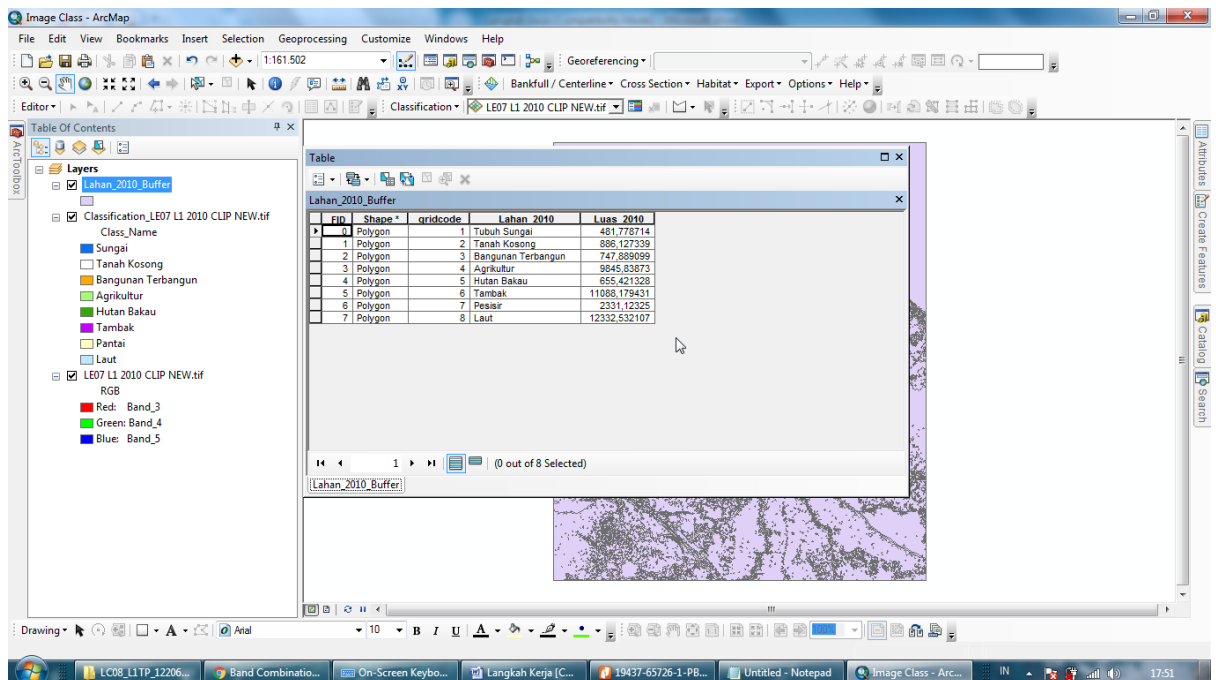 Image Class - ArcMap
File Edit View Bookmarks Insert Selection Geoprocessing Customize Windows Help
1:161.502 Georeferencing
Bankfull / Centerline Cross Section Habitat Export Options Help
Editor Classification LE07 L1 2010 CLIP NEW.tif
Table Of Contents
ArcToolbox
Layers
Lahan_2010_Buffer
Classification_LE07 L1 2010 CLIP NEW.tif
Class_Name
Sungai
Tanah Kosong
Bangunan Terbangun
Agrikultur
Hutan Bakau
Tambak
Pantai
Laut
LE07 L1 2010 CLIP NEW.tif
RGB
Red: Band_3
Green: Band_4
Blue: Band_5
Table
Lahan_2010_Buffer
FID Shape * gridcode Lahan_2010 Luas_2010
0 Polygon 1 Tubuh Sungai 481,778714
1 Polygon 2 Tanah Kosong 886,127339
2 Polygon 3 Bangunan Terbangun 747,889099
3 Polygon 4 Agrikultur 9845,83873
4 Polygon 5 Hutan Bakau 655,421328
5 Polygon 6 Tambak 11088,179431
6 Polygon 7 Pesisir 2331,12325
7 Polygon 8 Laut 12332,532107
1 (0 out of 8 Selected)
Lahan_2010_Buffer
Attributes
Create Features
Catalog
Search
Drawing A Arial 10 B I U A 100%
LC08_L1TP_12206... Band Combinatio... On-Screen Keybo... Langkah Kerja [C... 19437-65726-1-PB... Untitled - Notepad Image Class - Arc... IN 17:51